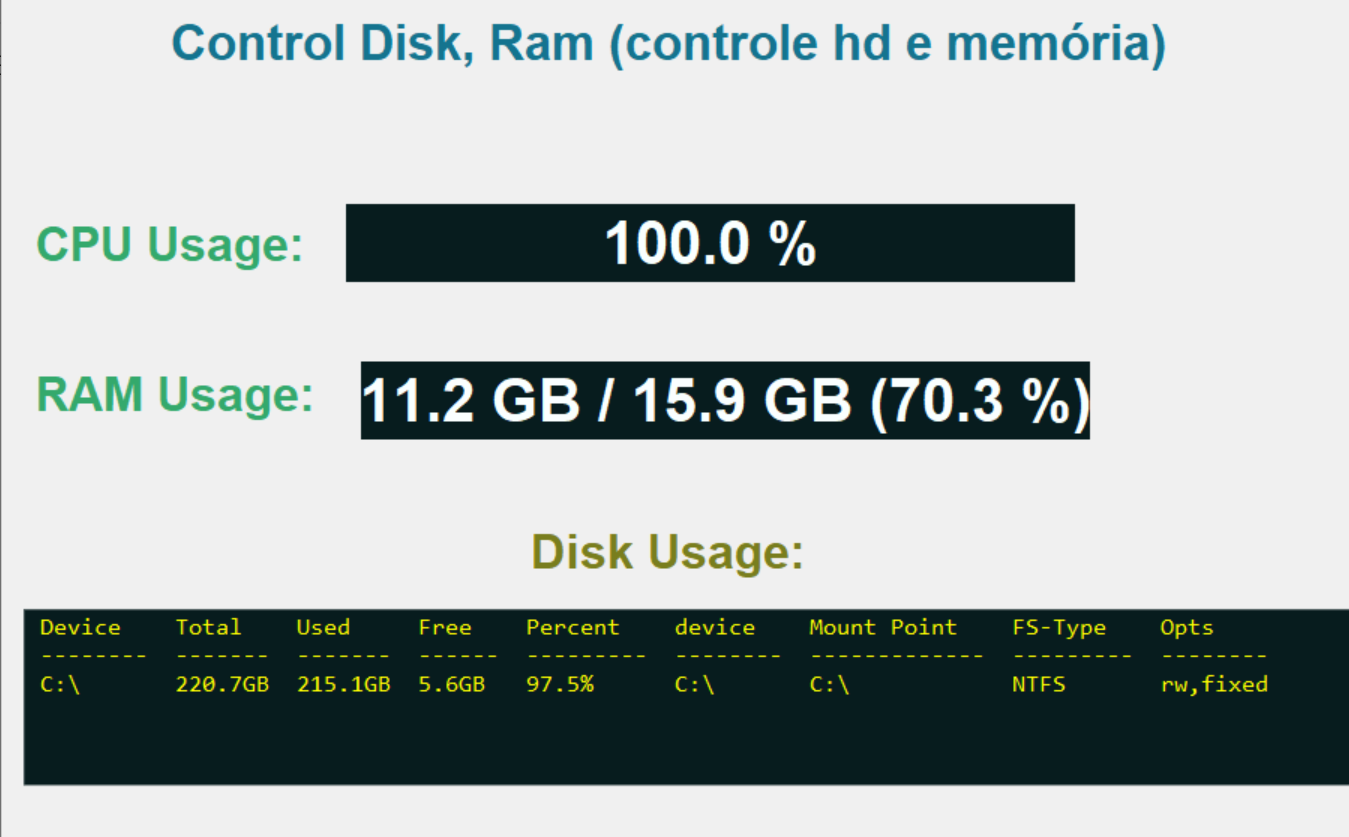 Control Disk, Ram (controle hd e memória)
CPU Usage: 100.0 %
RAM Usage: 11.2 GB / 15.9 GB (70.3 %)
Disk Usage:
Device Total Used Free Percent device Mount Point FS-Type Opts
-------- ------- ------- ------ --------- -------- ------------- --------- --------
C:\ 220.7GB 215.1GB 5.6GB 97.5% C:\ C:\ NTFS rw,fixed